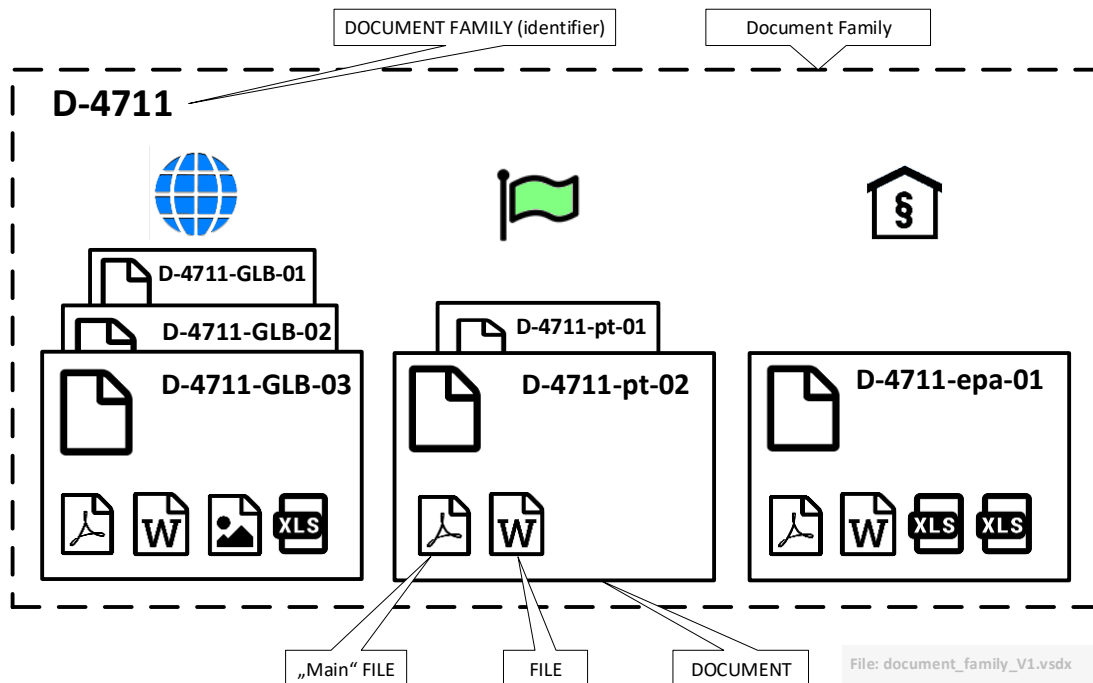 DOCUMENT FAMILY (identifier)
Document Family
D-4711
§
D-4711-GLB-01
D-4711-GLB-02
D-4711-GLB-03
W
XLS
D-4711-pt-01
D-4711-pt-02
W
D-4711-epa-01
W
XLS
XLS
„Main“ FILE
FILE
DOCUMENT
File: document_family_V1.vsdx